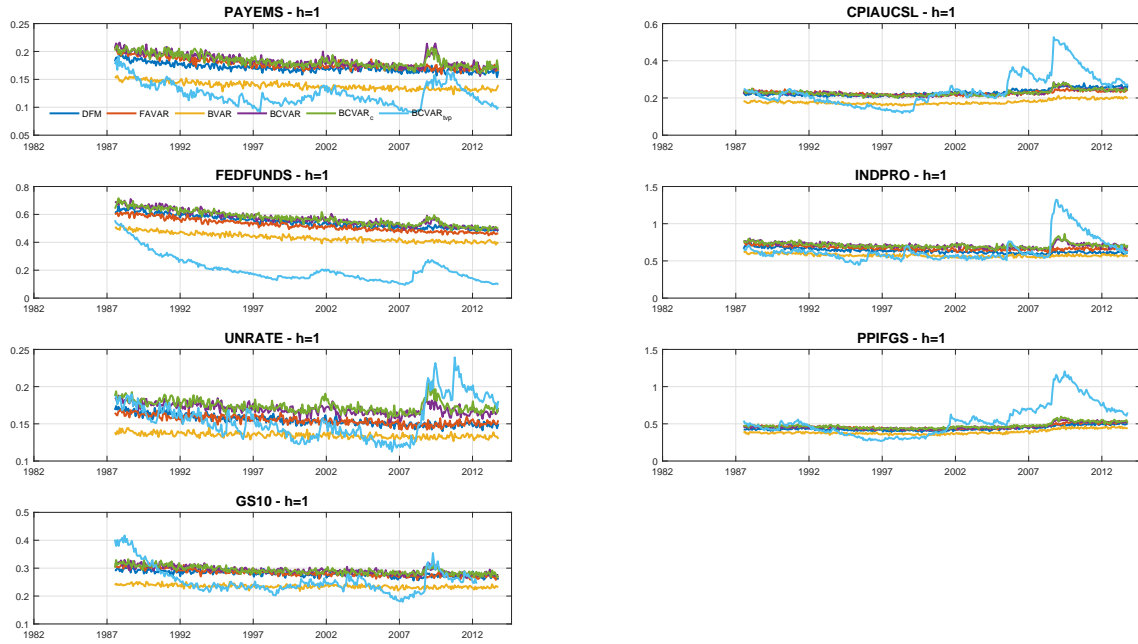 PAYEMS - h=1
0.25
0.2
0.15
0.1
0.05
DFM FAVAR BVAR BCVAR BCVARc BCVARtvp
1982 1987 1992 1997 2002 2007 2012
CPIAUCSL - h=1
0.6
0.4
0.2
0
1982 1987 1992 1997 2002 2007 2012
FEDFUNDS - h=1
0.8
0.6
0.4
0.2
0
1982 1987 1992 1997 2002 2007 2012
INDPRO - h=1
1.5
1
0.5
0
1982 1987 1992 1997 2002 2007 2012
UNRATE - h=1
0.25
0.2
0.15
0.1
1982 1987 1992 1997 2002 2007 2012
PPIFGS - h=1
1.5
1
0.5
0
1982 1987 1992 1997 2002 2007 2012
GS10 - h=1
0.5
0.4
0.3
0.2
0.1
1982 1987 1992 1997 2002 2007 2012